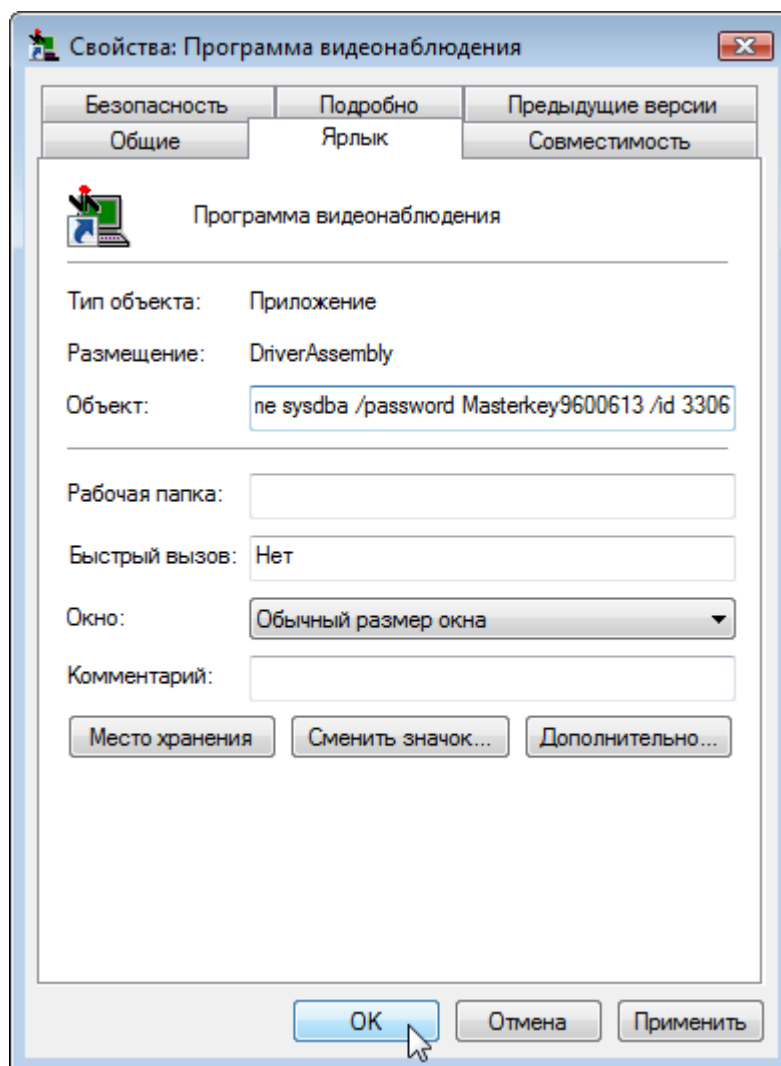 Свойства: Программа видеонаблюдения
Безопасность Подробно Предыдущие версии
Общие Ярлык Совместимость
Программа видеонаблюдения
Тип объекта: Приложение
Размещение: DriverAssembly
Объект: ne sysdba /password Masterkey9600613 /id 3306
Рабочая папка:
Быстрый вызов: Нет
Окно: Обычный размер окна
Комментарий:
Место хранения Сменить значок... Дополнительно...
OK Отмена Применить